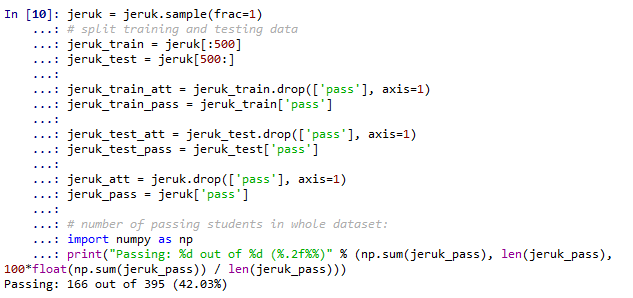 In [10]: jeruk = jeruk.sample(frac=1)
...: # split training and testing data
...: jeruk_train = jeruk[:500]
...: jeruk_test = jeruk[500:]
...:
...: jeruk_train_att = jeruk_train.drop(['pass'], axis=1)
...: jeruk_train_pass = jeruk_train['pass']
...:
...: jeruk_test_att = jeruk_test.drop(['pass'], axis=1)
...: jeruk_test_pass = jeruk_test['pass']
...:
...: jeruk_att = jeruk.drop(['pass'], axis=1)
...: jeruk_pass = jeruk['pass']
...:
...: # number of passing students in whole dataset:
...: import numpy as np
...: print("Passing: %d out of %d (%.2f%%)" % (np.sum(jeruk_pass), len(jeruk_pass),
100*float(np.sum(jeruk_pass)) / len(jeruk_pass)))
Passing: 166 out of 395 (42.03%)